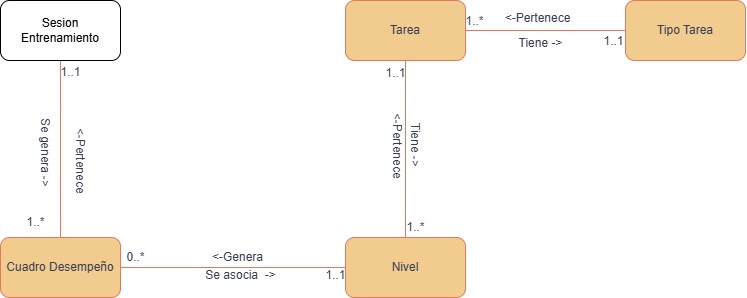 Sesion
Entrenamiento
Tarea
1..*
<-Pertenece
Tiene ->
1..1
Tipo Tarea
1..1
Se genera ->
<-Pertenece
1..*
1..1
<-Pertenece
Tiene ->
1..*
Cuadro Desempeño
0..*
<-Genera
Se asocia  ->
1..1
Nivel